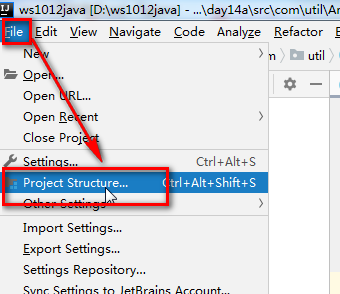 IJ ws1012java [D:\ws1012java] - ...\day14a\src\com\util\Ar
File Edit View Navigate Code Analyze Refactor
New
Open...
Open URL...
Open Recent
Close Project
util
Settings... Ctrl+Alt+S
Project Structure... Ctrl+Alt+Shift+S
Other Settings
Import Settings...
Export Settings...
Settings Repository...
Sync Settings to JetBrains Account...